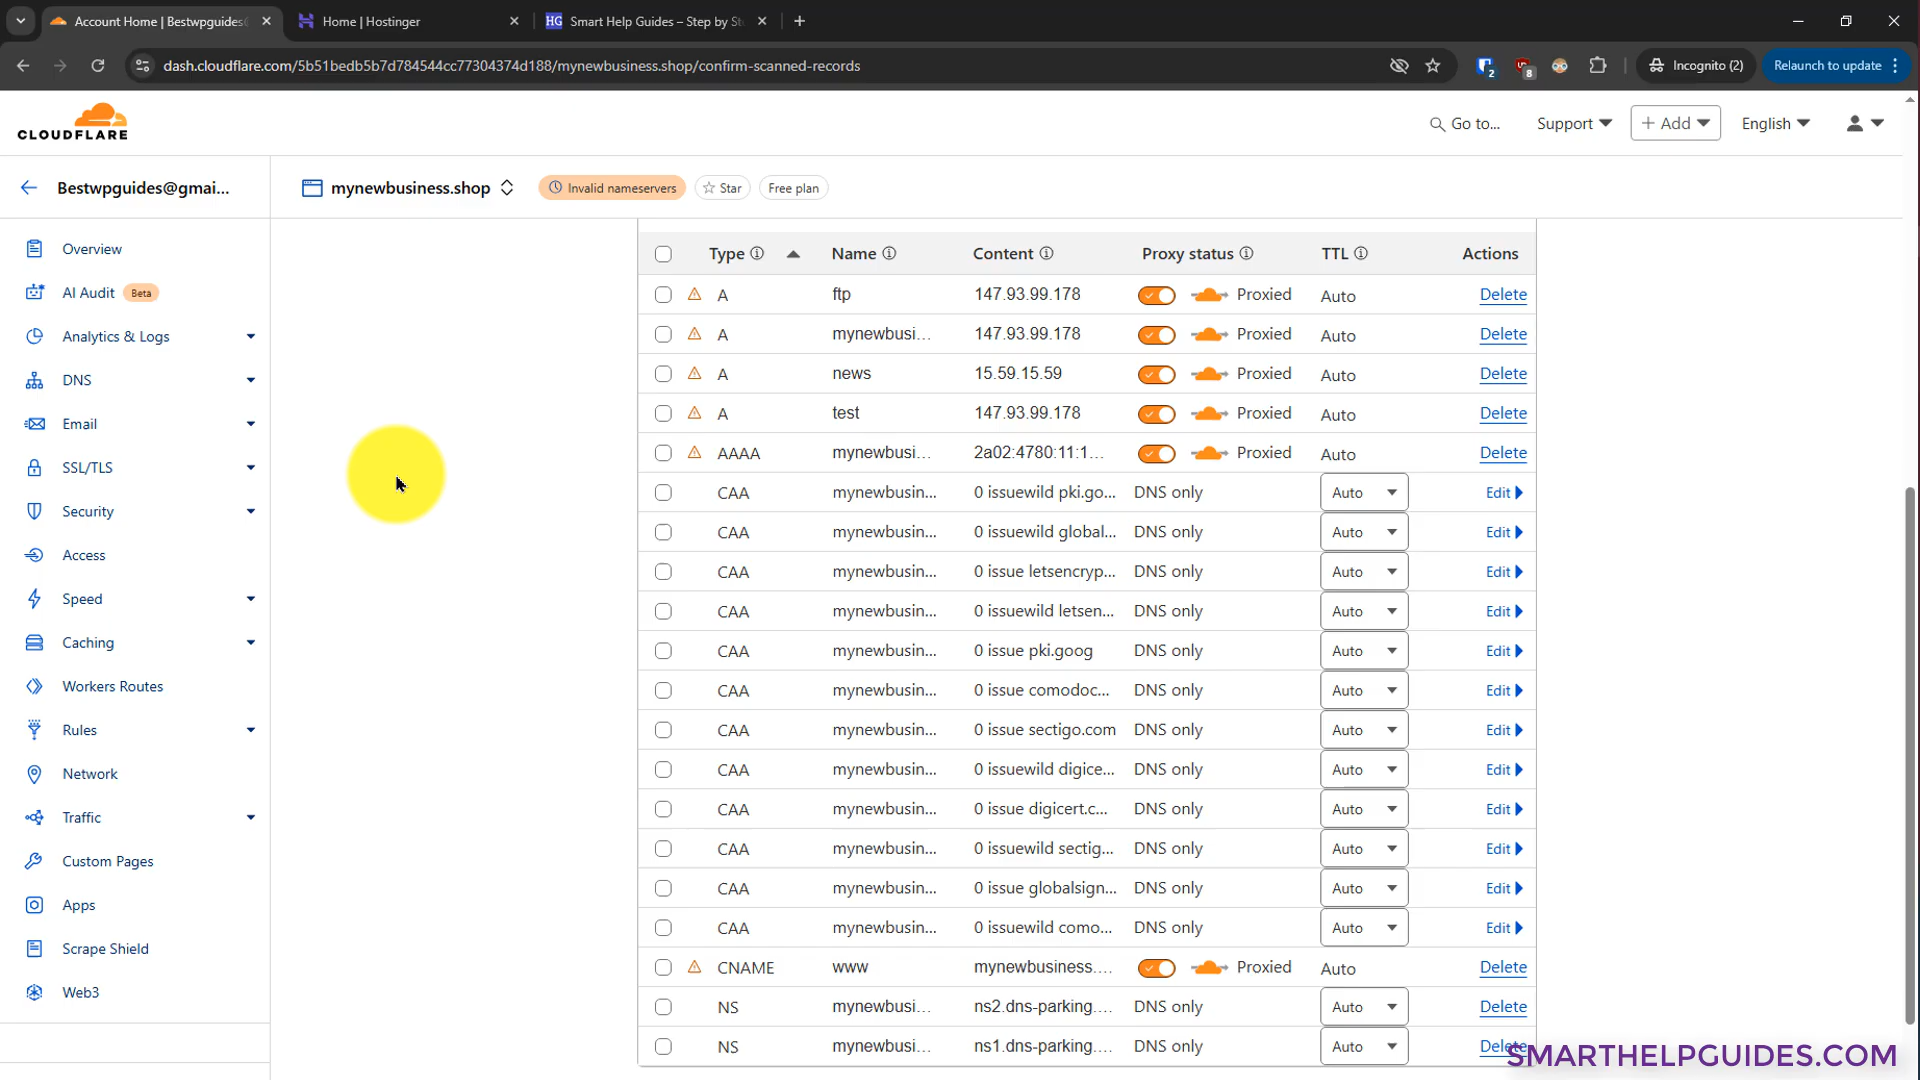 Account Home | Bestwpguides
Home | Hostinger
HG Smart Help Guides – Step by St
dash.cloudflare.com/5b51bedb5b7d784544cc77304374d188/mynewbusiness.shop/confirm-scanned-records
2
8
Incognito (2)
Relaunch to update
CLOUDFLARE
Go to...
Support
+ Add
English
Bestwpguides@gmai...
mynewbusiness.shop
Invalid nameservers
Star
Free plan
Overview
AI Audit Beta
Analytics & Logs
DNS
Email
SSL/TLS
Security
Access
Speed
Caching
Workers Routes
Rules
Network
Traffic
Custom Pages
Apps
Scrape Shield
Web3
Type Name Content Proxy status TTL Actions
A ftp 147.93.99.178 Proxied Auto Delete
A mynewbusi... 147.93.99.178 Proxied Auto Delete
A news 15.59.15.59 Proxied Auto Delete
A test 147.93.99.178 Proxied Auto Delete
AAAA mynewbusi... 2a02:4780:11:1... Proxied Auto Delete
CAA mynewbusin... 0 issuewild pki.go... DNS only Auto Edit
CAA mynewbusin... 0 issuewild global... DNS only Auto Edit
CAA mynewbusin... 0 issue letsencryp... DNS only Auto Edit
CAA mynewbusin... 0 issuewild letsen... DNS only Auto Edit
CAA mynewbusin... 0 issue pki.goog DNS only Auto Edit
CAA mynewbusin... 0 issue comodoc... DNS only Auto Edit
CAA mynewbusin... 0 issue sectigo.com DNS only Auto Edit
CAA mynewbusin... 0 issuewild digice... DNS only Auto Edit
CAA mynewbusin... 0 issue digicert.c... DNS only Auto Edit
CAA mynewbusin... 0 issuewild sectig... DNS only Auto Edit
CAA mynewbusin... 0 issue globalsign... DNS only Auto Edit
CAA mynewbusin... 0 issuewild como... DNS only Auto Edit
CNAME www mynewbusiness.... Proxied Auto Delete
NS mynewbusi... ns2.dns-parking.... DNS only Auto Delete
NS mynewbusi... ns1.dns-parking.... DNS only Auto Delete
SMARTHELPGUIDES.COM